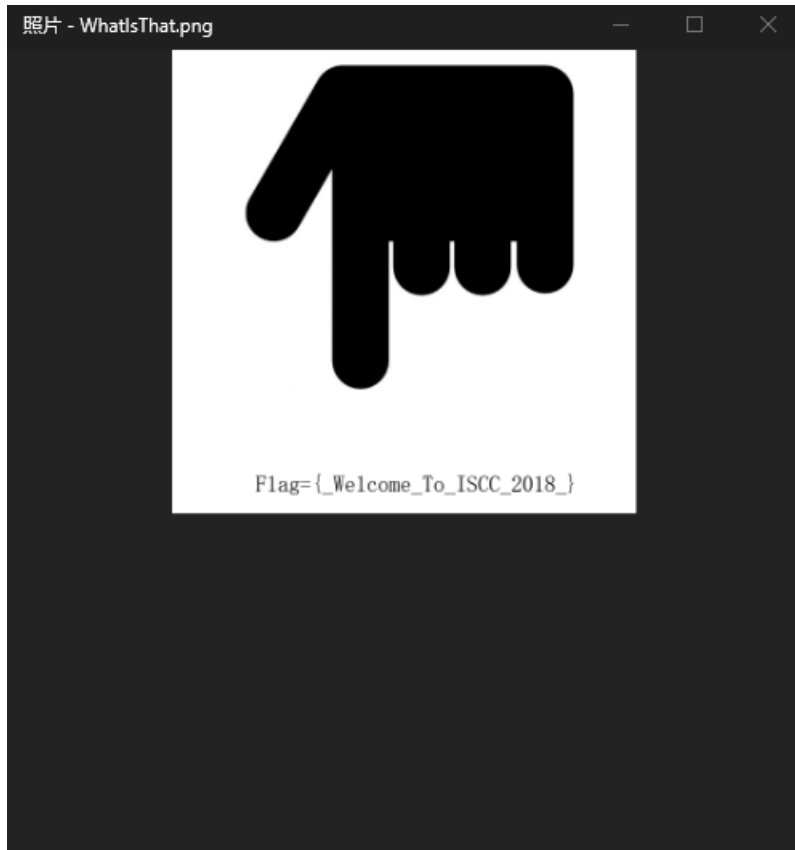 照片 - WhatIsThat.png
Flag={_Welcome_To_ISCC_2018_}